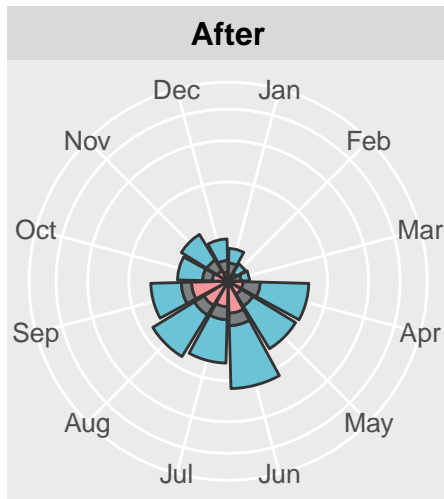 After
Dec
Jan
Nov
Feb
Oct
Mar
Sep
Apr
Aug
May
Jul
Jun